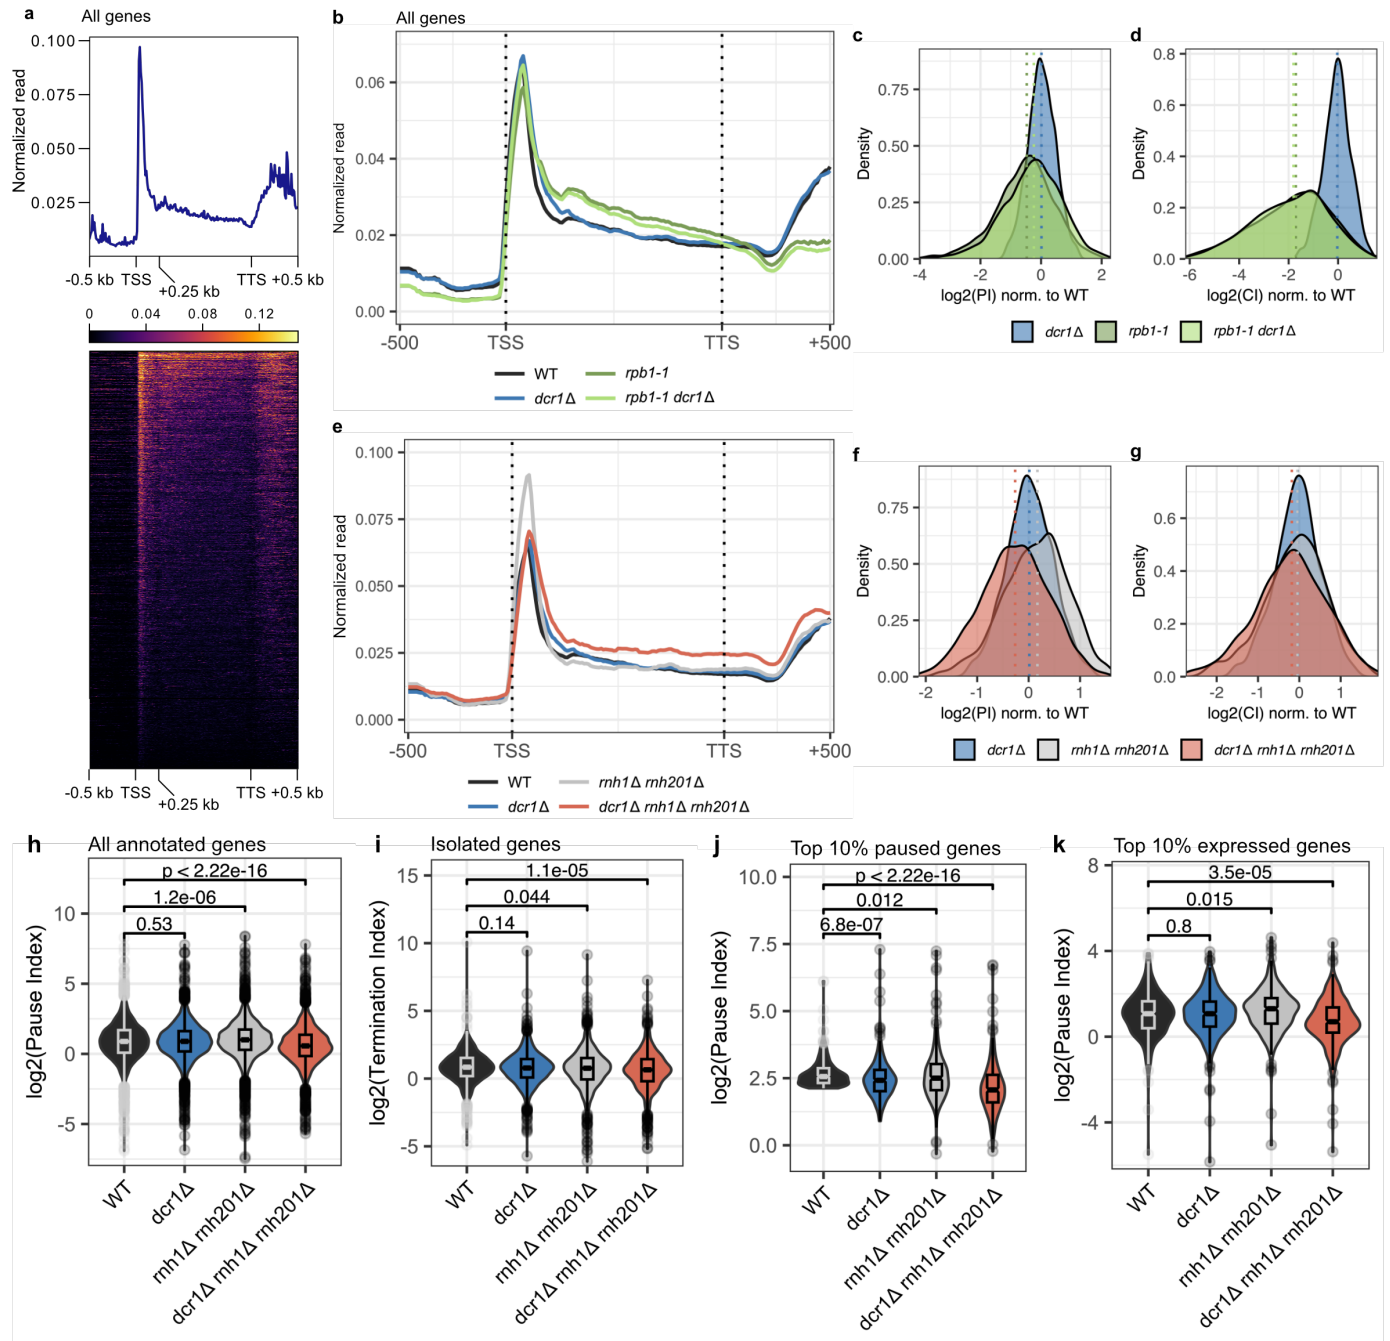 a
All genes
0.100
0.075
0.050
0.025
Normalized read
-0.5 kb
TSS
+0.25 kb
TTS
+0.5 kb
0
0.04
0.08
0.12
-0.5 kb
TSS
+0.25 kb
TTS
+0.5 kb
b
All genes
Normalized read
0.06
0.04
0.02
0.00
-500
TSS
TTS
+500
WT
rpb1-1
dcr1Δ
rpb1-1 dcr1Δ
c
Density
0.75
0.50
0.25
0.00
-4
-2
0
2
log2(PI) norm. to WT
d
Density
0.8
0.6
0.4
0.2
0.0
-6
-4
-2
0
log2(CI) norm. to WT
dcr1Δ
rpb1-1
rpb1-1 dcr1Δ
e
Normalized read
0.100
0.075
0.050
0.025
0.000
-500
TSS
TTS
+500
WT
rnh1Δ rnh201Δ
dcr1Δ
dcr1Δ rnh1Δ rnh201Δ
f
Density
0.75
0.50
0.25
0.00
-2
-1
0
1
log2(PI) norm. to WT
g
Density
0.6
0.4
0.2
0.0
-2
-1
0
1
log2(CI) norm. to WT
dcr1Δ
rnh1Δ rnh201Δ
dcr1Δ rnh1Δ rnh201Δ
h
All annotated genes
log2(Pause Index)
10
5
0
-5
p < 2.22e-16
1.2e-06
0.53
WT
dcr1Δ
rnh1Δ rnh201Δ
dcr1Δ rnh1Δ rnh201Δ
i
Isolated genes
log2(Termination Index)
15
10
5
0
-5
1.1e-05
0.044
0.14
WT
dcr1Δ
rnh1Δ rnh201Δ
dcr1Δ rnh1Δ rnh201Δ
j
Top 10% paused genes
log2(Pause Index)
10.0
7.5
5.0
2.5
0.0
p < 2.22e-16
0.012
6.8e-07
WT
dcr1Δ
rnh1Δ rnh201Δ
dcr1Δ rnh1Δ rnh201Δ
k
Top 10% expressed genes
log2(Pause Index)
8
4
0
-4
3.5e-05
0.015
0.8
WT
dcr1Δ
rnh1Δ rnh201Δ
dcr1Δ rnh1Δ rnh201Δ